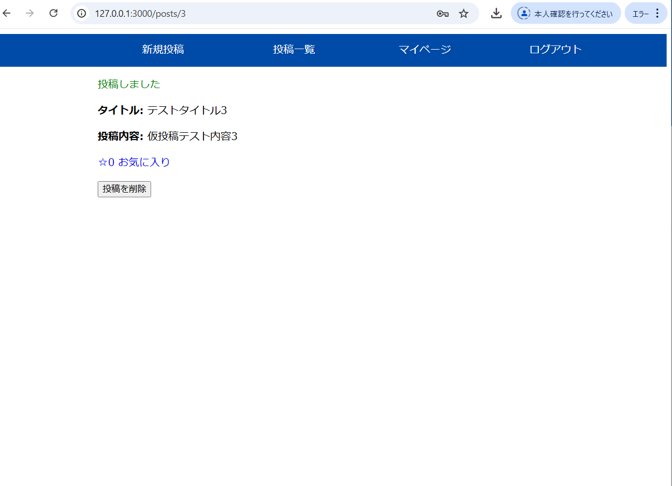 127.0.0.1:3000/posts/3 本人確認を行ってください エラー
新規投稿 投稿一覧 マイページ ログアウト
投稿しました
タイトル: テストタイトル3
投稿内容: 仮投稿テスト内容3
☆0 お気に入り
投稿を削除